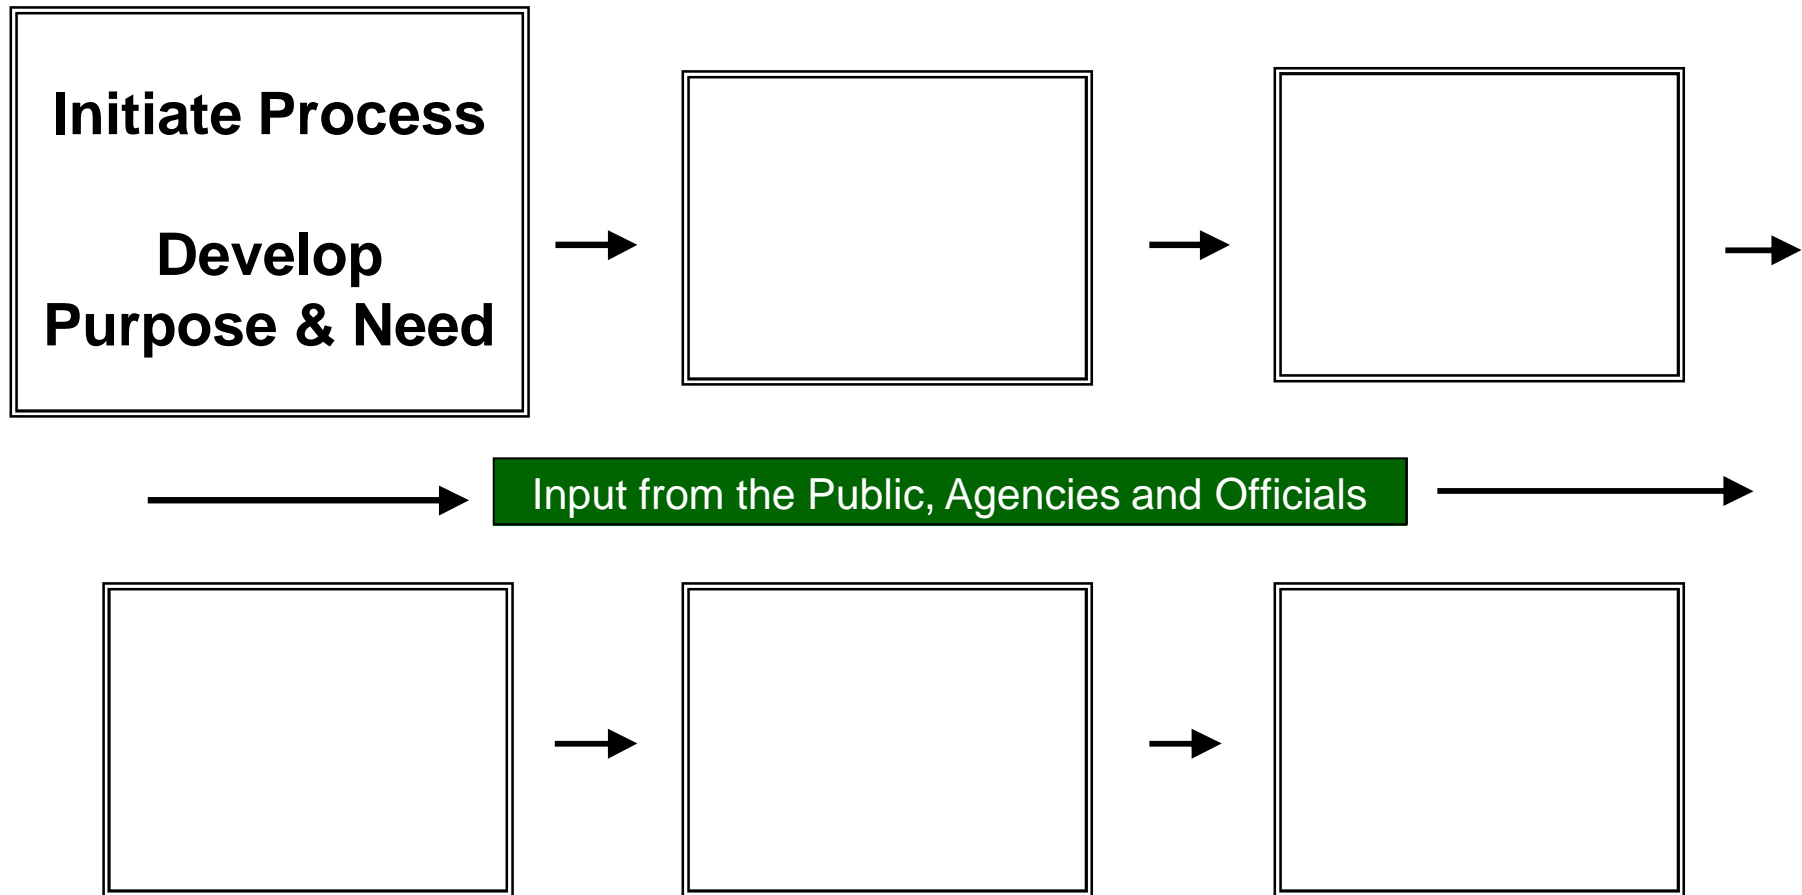 Initiate Process
Develop
Purpose & Need
Input from the Public, Agencies and Officials